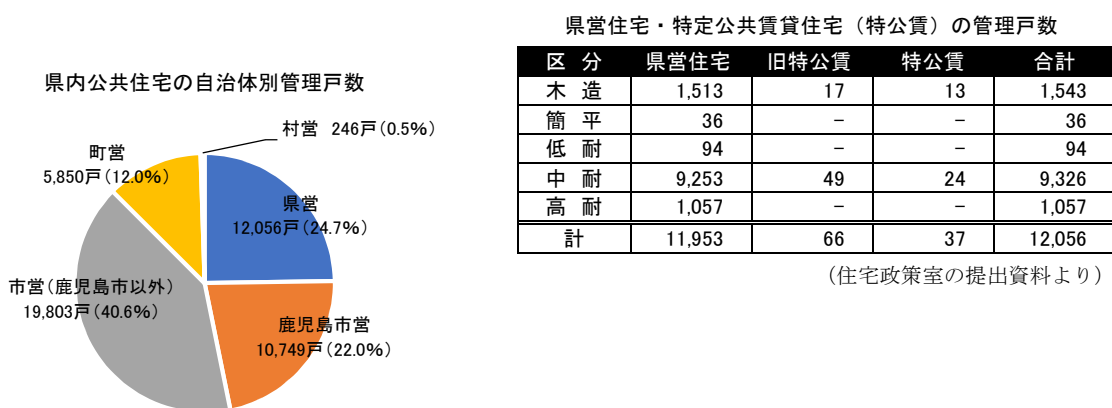 県内公共住宅の自治体別管理戸数
村営 246戸(0.5%)
町営
5,850戸(12.0%)
県営
12,056戸(24.7%)
市営(鹿児島市以外)
19,803戸(40.6%)
鹿児島市営
10,749戸(22.0%)
県営住宅・特定公共賃貸住宅（特公賃）の管理戸数
区 分 県営住宅 旧特公賃 特公賃 合計
木 造 1,513 17 13 1,543
簡 平 36 － － 36
低 耐 94 － － 94
中 耐 9,253 49 24 9,326
高 耐 1,057 － － 1,057
計 11,953 66 37 12,056
（住宅政策室の提出資料より）